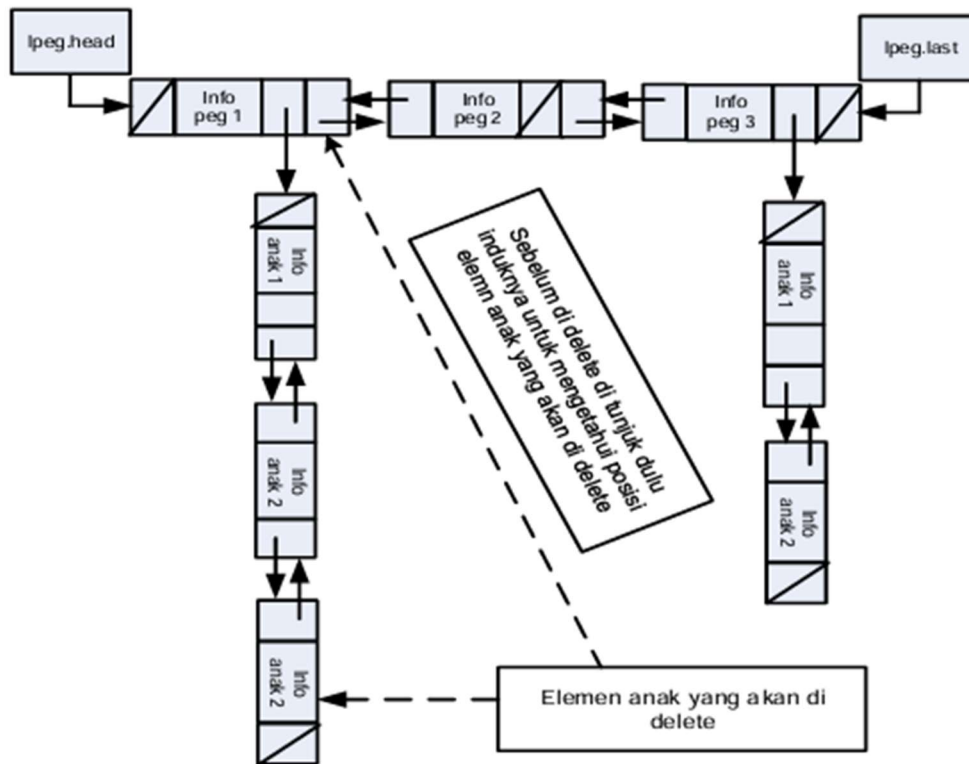 lpeg.head
lpeg.last
Info
peg 1
Info
peg 2
Info
peg 3
Info
anak 1
Info
anak 2
Info
anak 2
Sebelum di delete di tunjuk dulu
induknya untuk mengetahui posisi
elemn anak yang akan di delete
Info
anak 1
Info
anak 2
Elemen anak yang akan di
delete